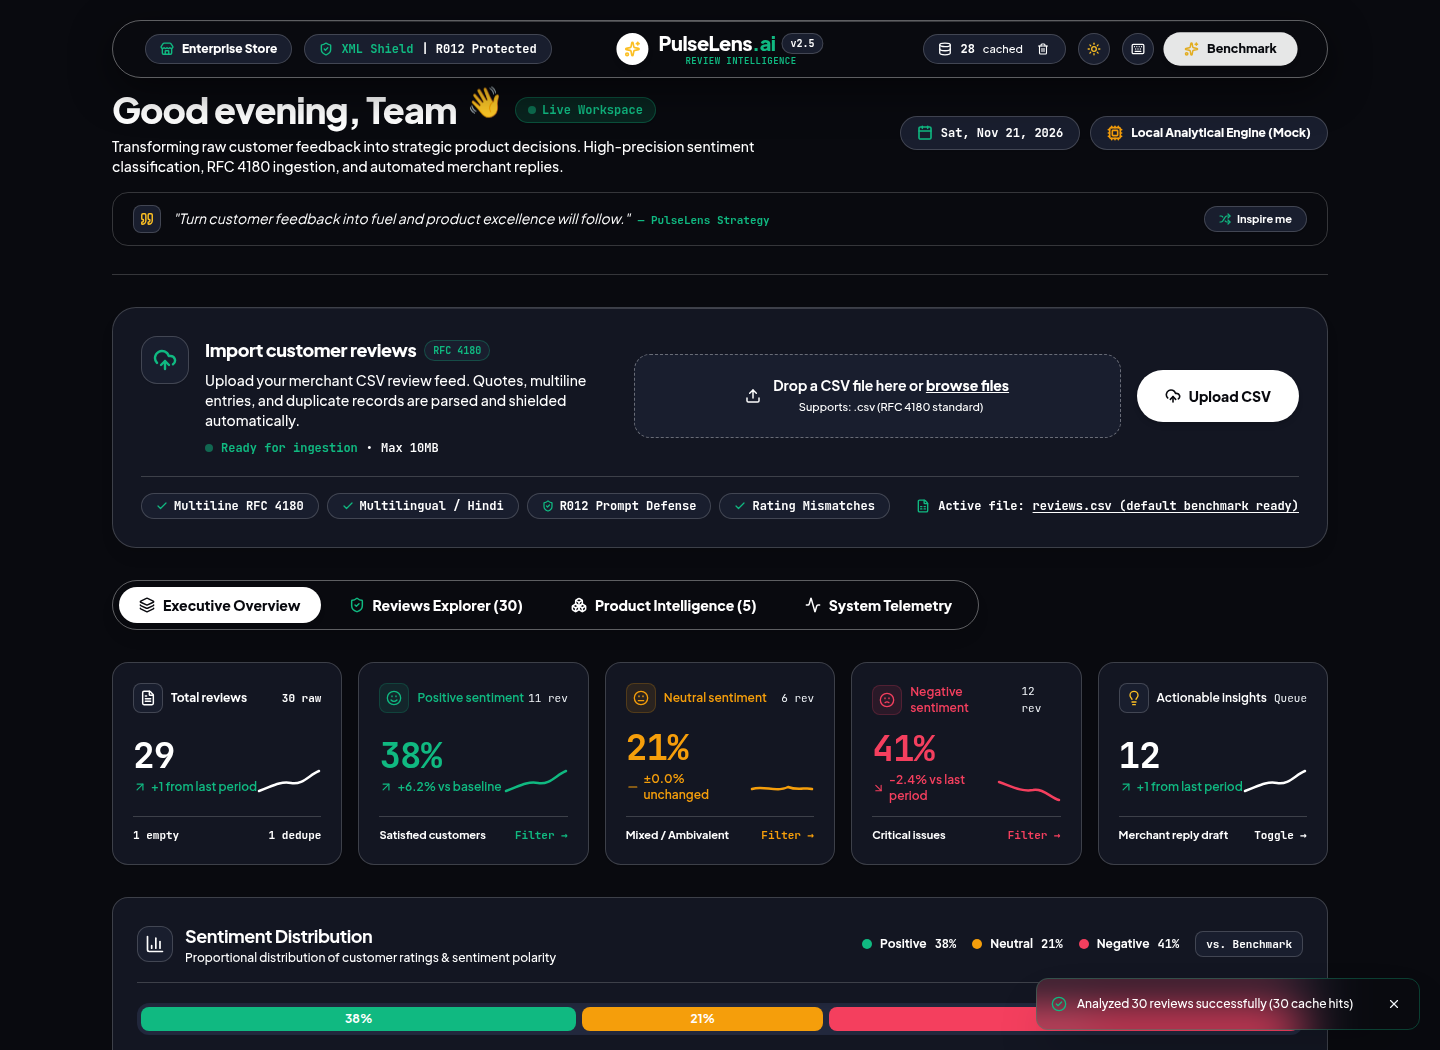 Enterprise Store
XML Shield | R012 Protected
PulseLens.ai v2.5
REVIEW INTELLIGENCE
28 cached
Benchmark
Good evening, Team 👋
Live Workspace
Transforming raw customer feedback into strategic product decisions. High-precision sentiment
classification, RFC 4180 ingestion, and automated merchant replies.
Sat, Nov 21, 2026
Local Analytical Engine (Mock)
"Turn customer feedback into fuel and product excellence will follow." — PulseLens Strategy
Inspire me
Import customer reviews RFC 4180
Upload your merchant CSV review feed. Quotes, multiline
entries, and duplicate records are parsed and shielded
automatically.
Ready for ingestion • Max 10MB
Drop a CSV file here or browse files
Supports: .csv (RFC 4180 standard)
Upload CSV
Multiline RFC 4180
Multilingual / Hindi
R012 Prompt Defense
Rating Mismatches
Active file: reviews.csv (default benchmark ready)
Executive Overview
Reviews Explorer (30)
Product Intelligence (5)
System Telemetry
Total reviews 30 raw
29
+1 from last period
1 empty 1 dedupe
Positive sentiment 11 rev
38%
+6.2% vs baseline
Satisfied customers Filter →
Neutral sentiment 6 rev
21%
±0.0%
unchanged
Mixed / Ambivalent Filter →
Negative
sentiment
12
rev
41%
-2.4% vs last
period
Critical issues Filter →
Actionable insights Queue
12
+1 from last period
Merchant reply draft Toggle →
Sentiment Distribution
Proportional distribution of customer ratings & sentiment polarity
Positive 38% Neutral 21% Negative 41% vs. Benchmark
38% 21%
Analyzed 30 reviews successfully (30 cache hits)